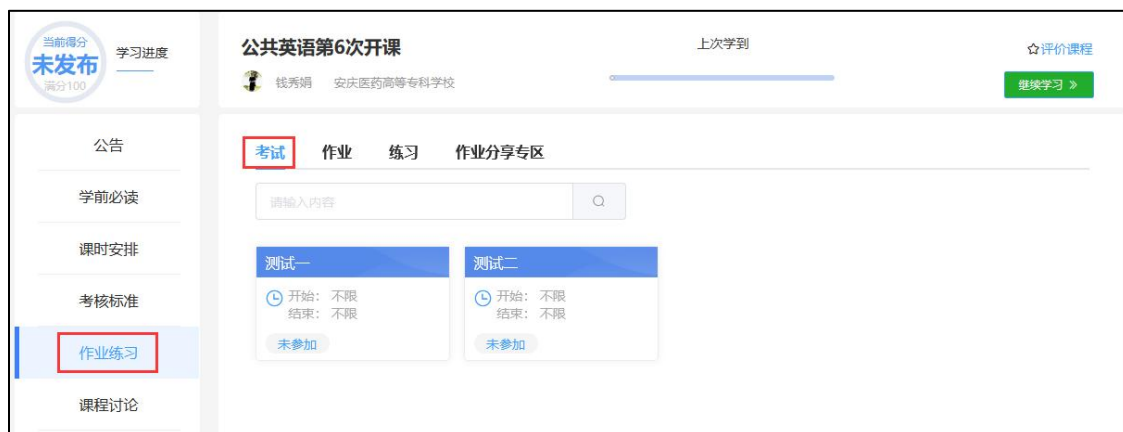 当前得分
未发布
满分100
学习进度
公共英语第6次开课
钱秀娟 安庆医药高等专科学校
上次学到
评价课程
继续学习 》
公告
学前必读
课时安排
考核标准
作业练习
课程讨论
考试 作业 练习 作业分享专区
请输入内容
测试一
开始: 不限
结束: 不限
未参加
测试二
开始: 不限
结束: 不限
未参加